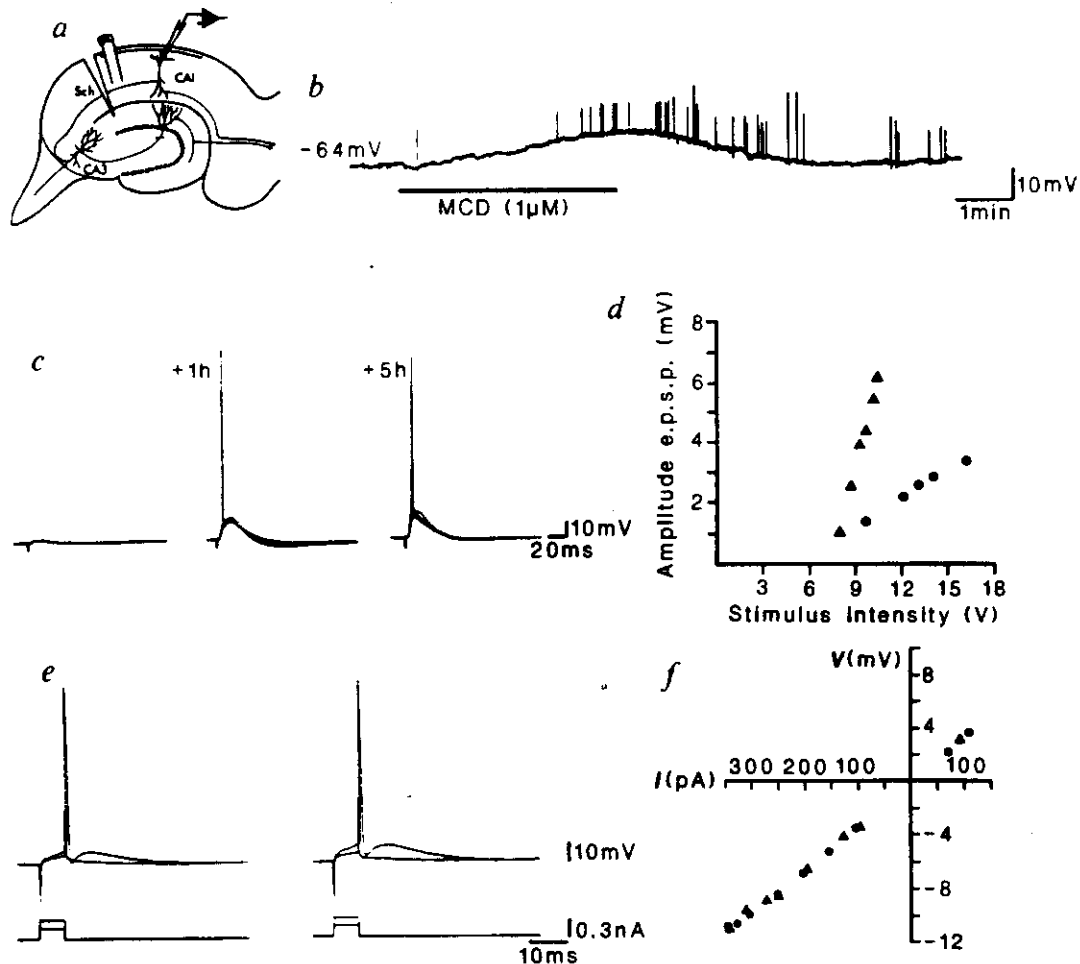 a
Sch
CA1
CA3
b
-64mV
MCD (1µM)
10mV
1min
c
+1h
+5h
10mV
20ms
d
Amplitude e.p.s.p. (mV)
8
6
4
2
3 6 9 12 15 18
Stimulus Intensity (V)
e
10mV
0.3nA
10ms
f
V(mV)
8
4
I(pA)
300 200 100 100
-4
-8
-12